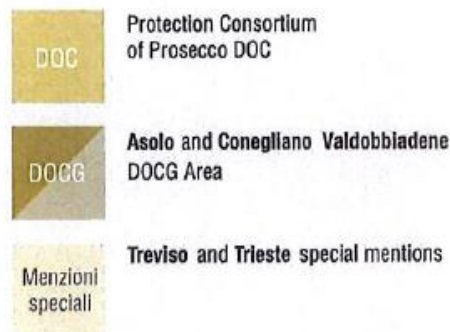 DOC
Protection Consortium
of Prosecco DOC
DOCG
Asolo and Conegliano Valdobbiadene
DOCG Area
Menzioni
speciali
Treviso and Trieste special mentions